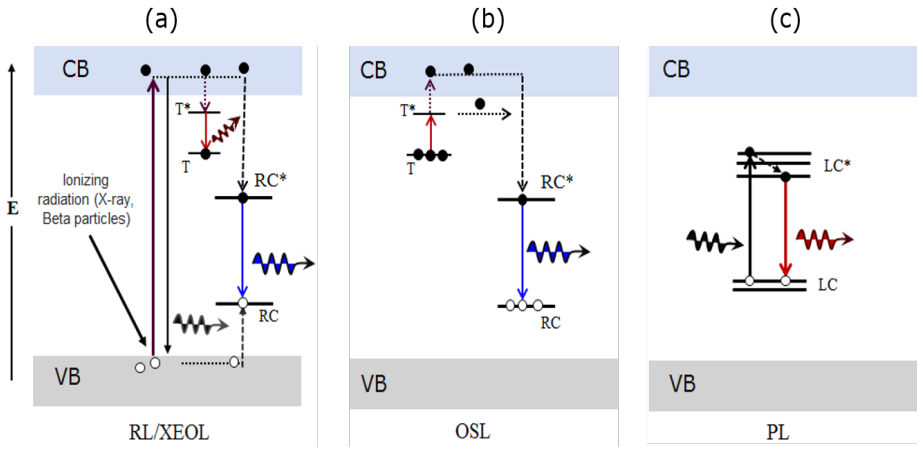 (a)
(b)
(c)
CB
T*
T
Ionizing
radiation (X-ray,
Beta particles)
E
RC*
RC
VB
RL/XEOL
CB
T*
T
RC*
RC
VB
OSL
CB
LC*
LC
VB
PL